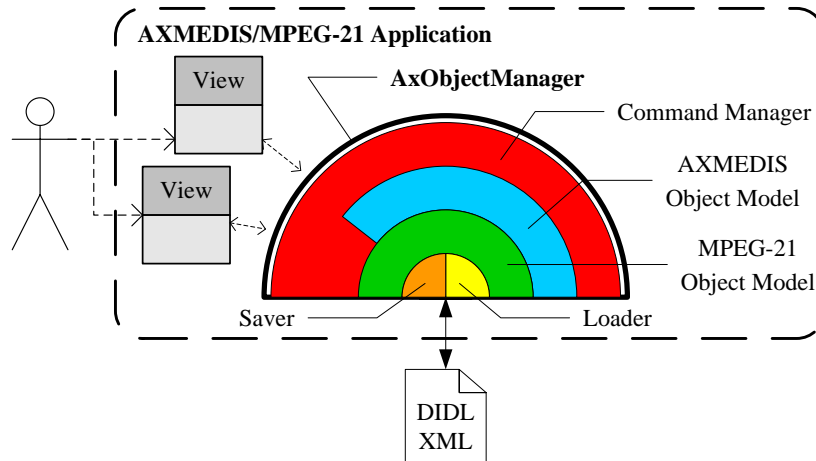 AXMEDIS/MPEG-21 Application
View
AxObjectManager
Command Manager
AXMEDIS
Object Model
View
MPEG-21
Object Model
Saver
Loader
DIDL
XML